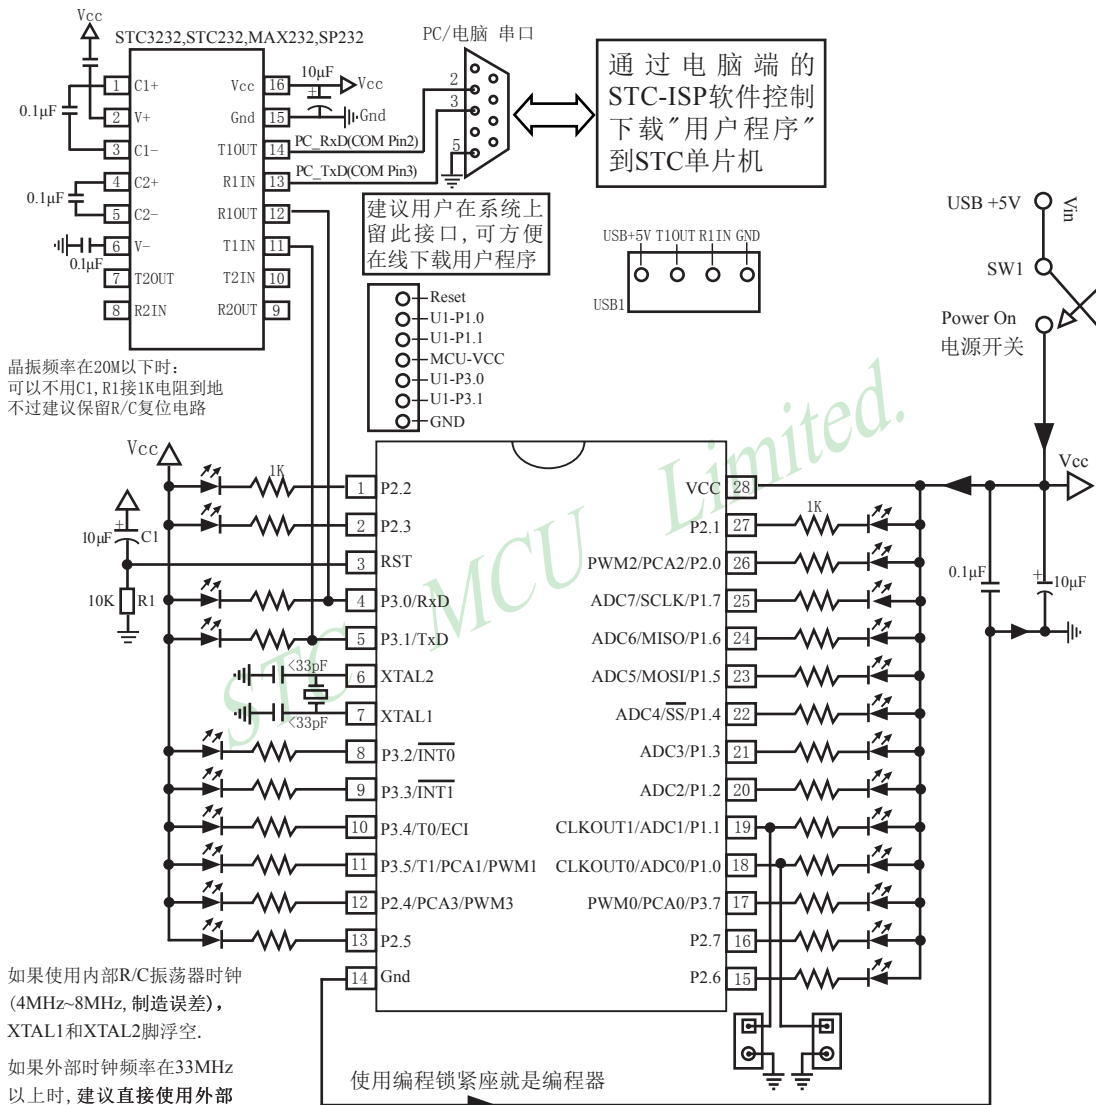 Vcc
STC3232,STC232,MAX232,SP232
PC/电脑 串口
1 C1+
2 V+
3 C1-
4 C2+
5 C2-
6 V-
7 T2OUT
8 R2IN
Vcc 16
Gnd 15
T1OUT 14
R1IN 13
R1OUT 12
T1IN 11
T2IN 10
R2OUT 9
0.1μF
0.1μF
0.1μF
10μF
+
Vcc
Gnd
PC_RxD(COM Pin2)
PC_TxD(COM Pin3)
2
3
5
通过电脑端的
STC-ISP软件控制
下载″用户程序″
到STC单片机
建议用户在系统上
留此接口,可方便
在线下载用户程序
Reset
U1-P1.0
U1-P1.1
MCU-VCC
U1-P3.0
U1-P3.1
GND
USB+5V T1OUT R1IN GND
USB1
USB +5V
Vin
SW1
Power On
电源开关
晶振频率在20M以下时:
可以不用C1,R1接1K电阻到地
不过建议保留R/C复位电路
Vcc
1K
+
10μF C1
10K R1
<33pF
<33pF
1 P2.2
2 P2.3
3 RST
4 P3.0/RxD
5 P3.1/TxD
6 XTAL2
7 XTAL1
8 P3.2/INT0
9 P3.3/INT1
10 P3.4/T0/ECI
11 P3.5/T1/PCA1/PWM1
12 P2.4/PCA3/PWM3
13 P2.5
14 Gnd
VCC 28
P2.1 27
PWM2/PCA2/P2.0 26
ADC7/SCLK/P1.7 25
ADC6/MISO/P1.6 24
ADC5/MOSI/P1.5 23
ADC4/SS/P1.4 22
ADC3/P1.3 21
ADC2/P1.2 20
CLKOUT1/ADC1/P1.1 19
CLKOUT0/ADC0/P1.0 18
PWM0/PCA0/P3.7 17
P2.7 16
P2.6 15
1K
Vcc
0.1μF
+
10μF
STC MCU Limited.
如果使用内部R/C振荡器时钟
(4MHz~8MHz,制造误差),
XTAL1和XTAL2脚浮空.
如果外部时钟频率在33MHz
以上时,建议直接使用外部
使用编程锁紧座就是编程器